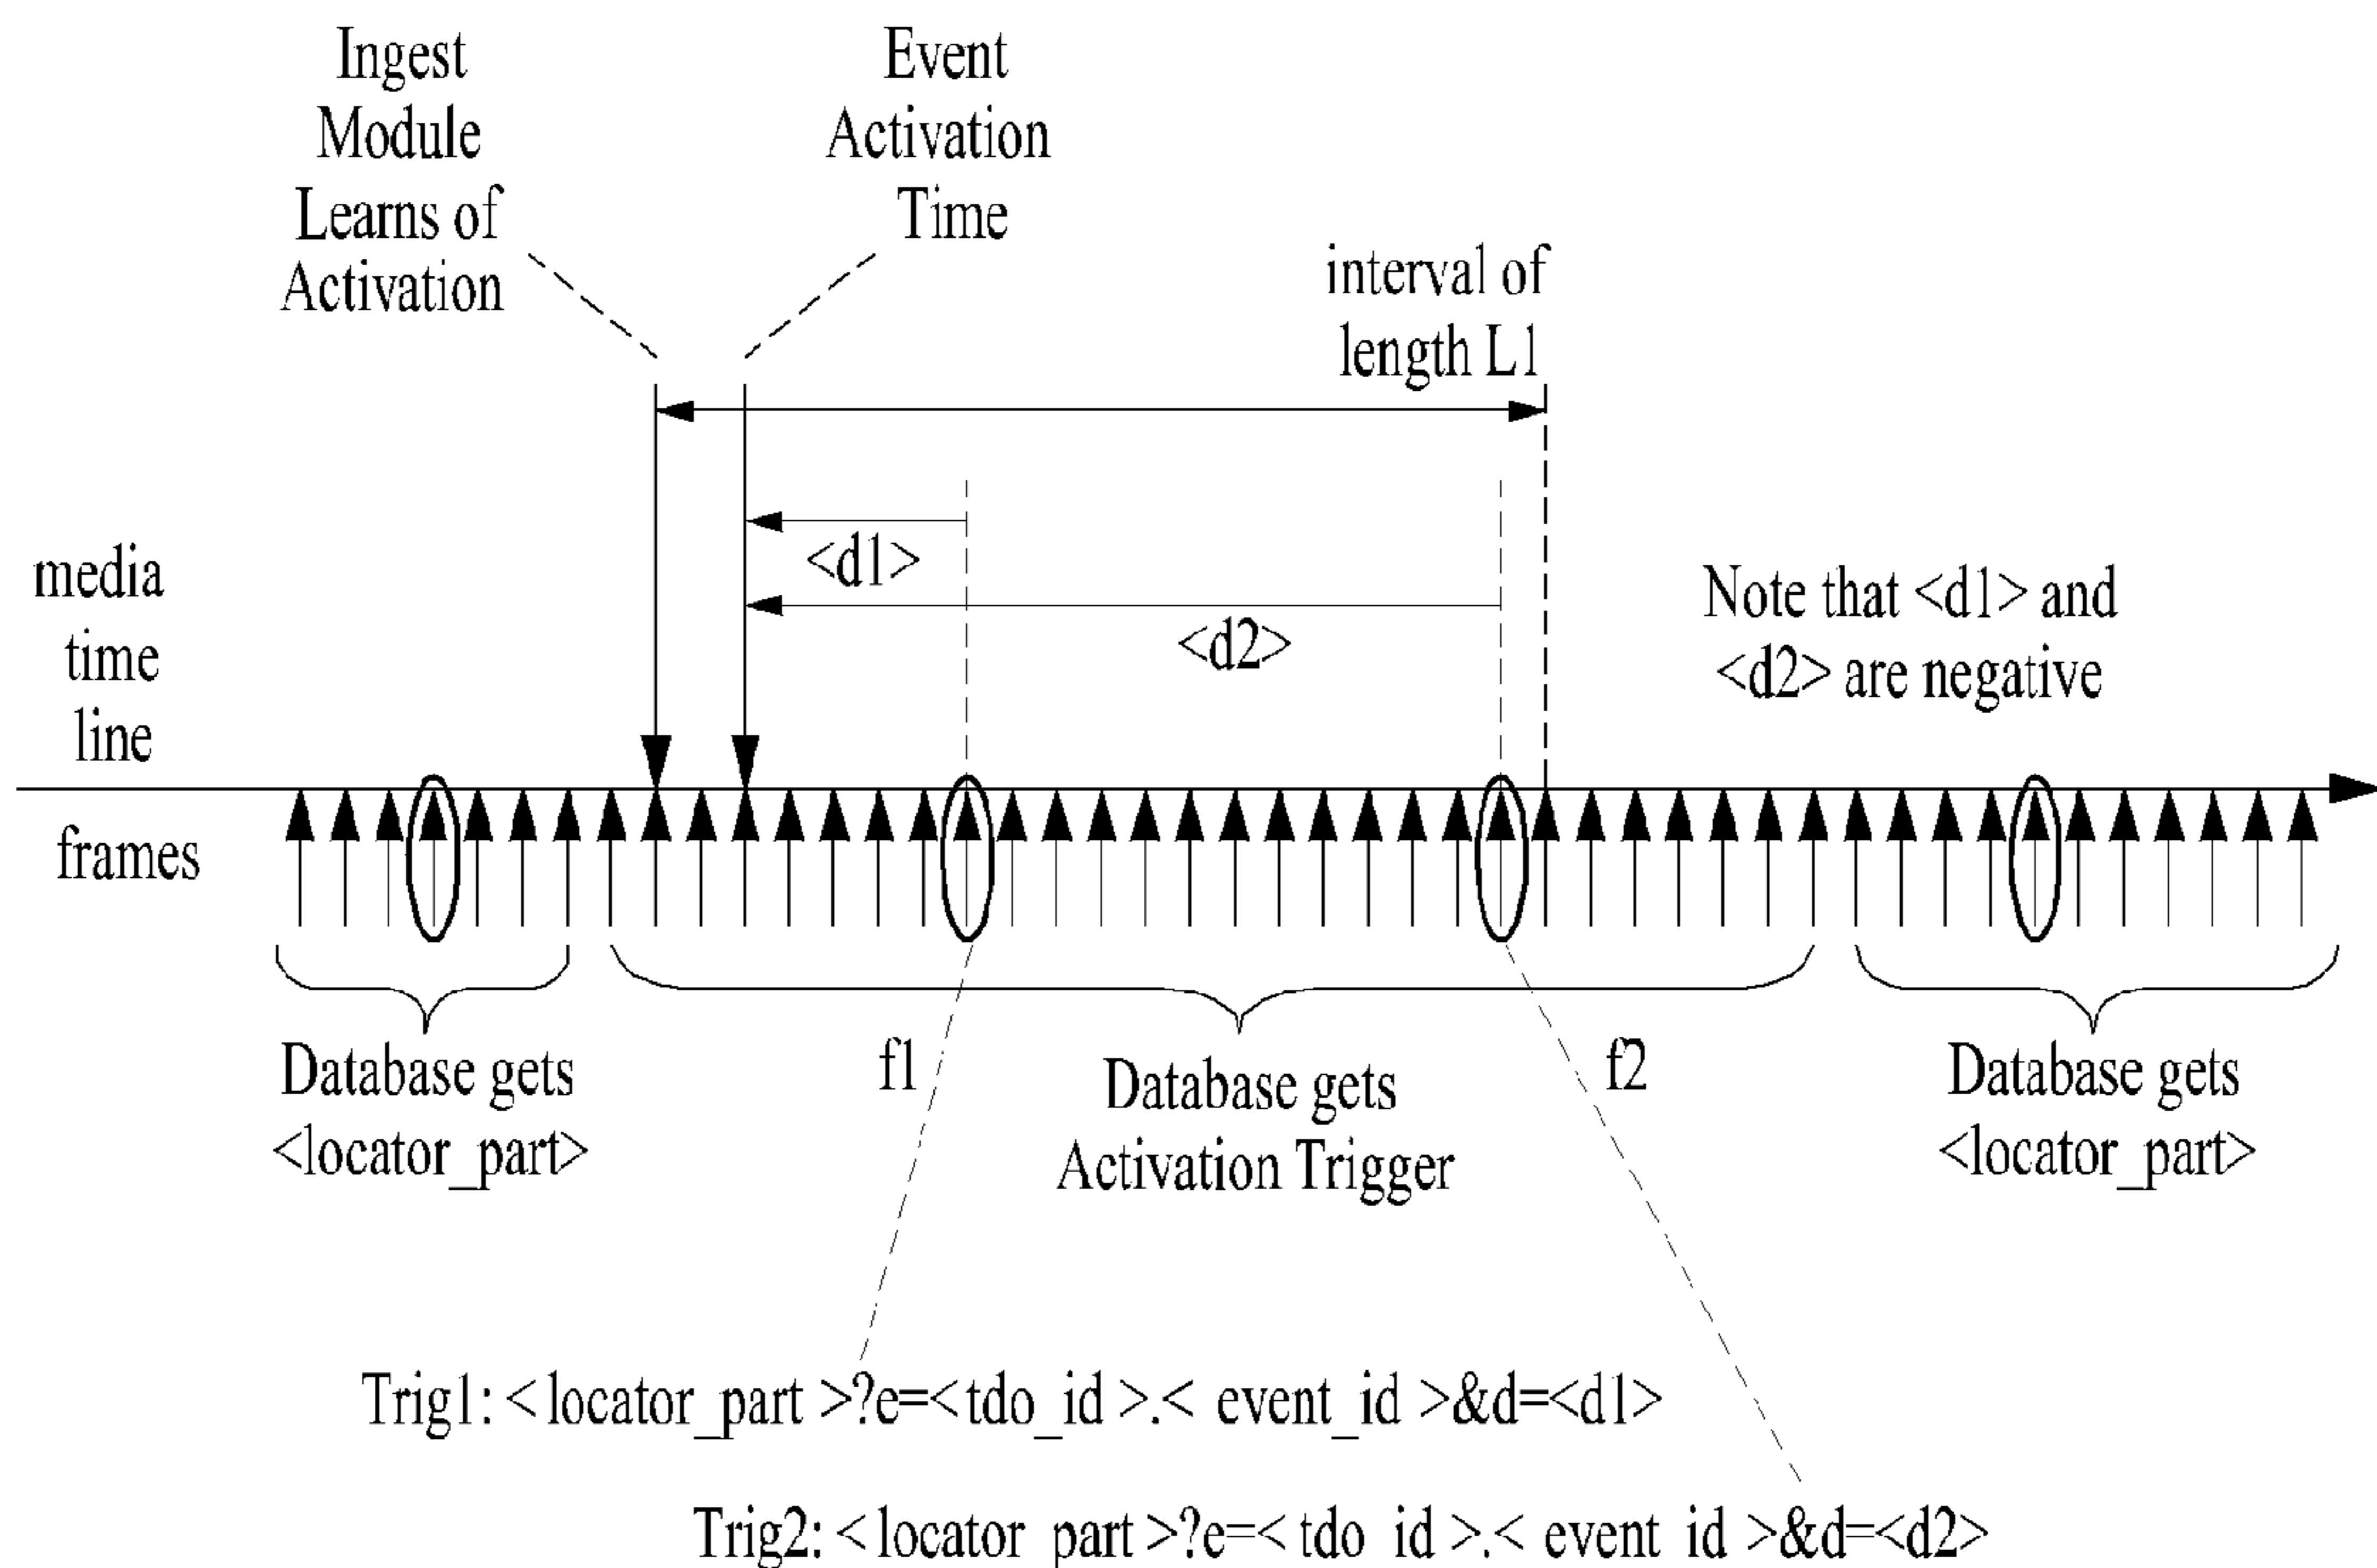 Ingest
Module
Learns of
Activation
Event
Activation
Time
interval of
length L1
<d1>
<d2>
media
time
line
Note that <d1> and
<d2> are negative
frames
Database gets
<locator_part>
f1
Database gets
Activation Trigger
f2
Database gets
<locator_part>
Trig1: <locator_part >?e=<tdo_id >.< event_id >&d=<d1>
Trig2: <locator_part >?e=<tdo_id >.< event_id >&d=<d2>